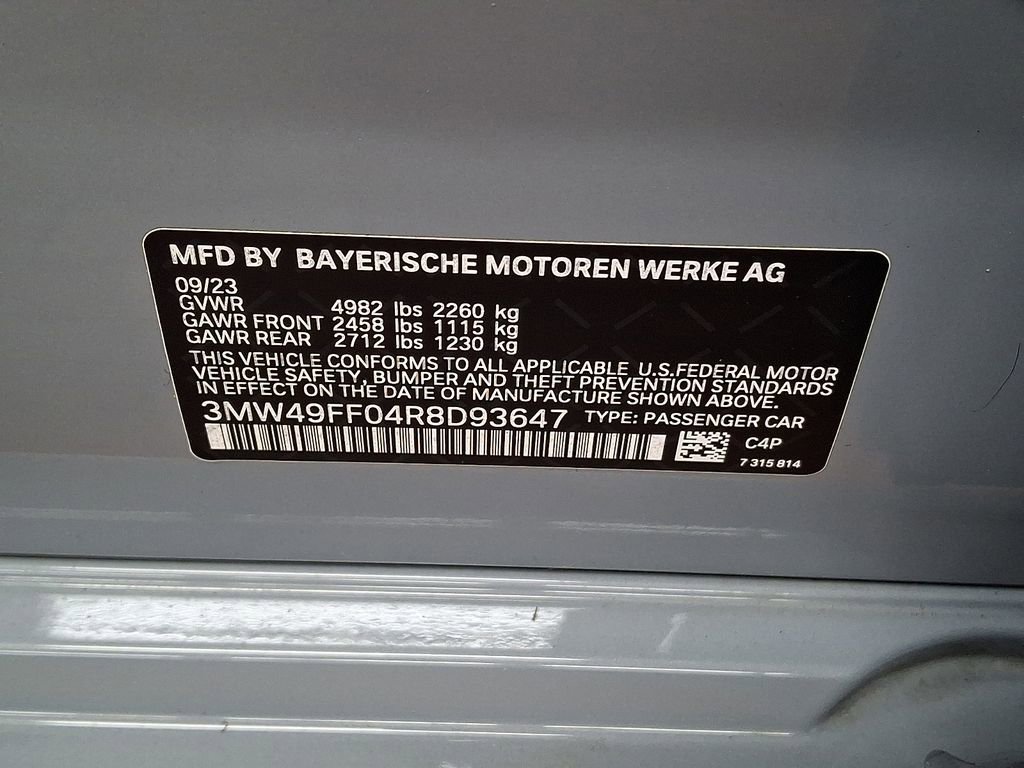 MFD BY BAYERISCHE MOTOREN WERKE AG
09/23
GVWR 4982 lbs 2260 kg
GAWR FRONT 2458 lbs 1115 kg
GAWR REAR 2712 lbs 1230 kg
THIS VEHICLE CONFORMS TO ALL APPLICABLE U.S.FEDERAL MOTOR
VEHICLE SAFETY, BUMPER AND THEFT PREVENTION STANDARDS
IN EFFECT ON THE DATE OF MANUFACTURE SHOWN ABOVE.
3MW49FF04R8D93647 TYPE: PASSENGER CAR
C4P
7 315 814